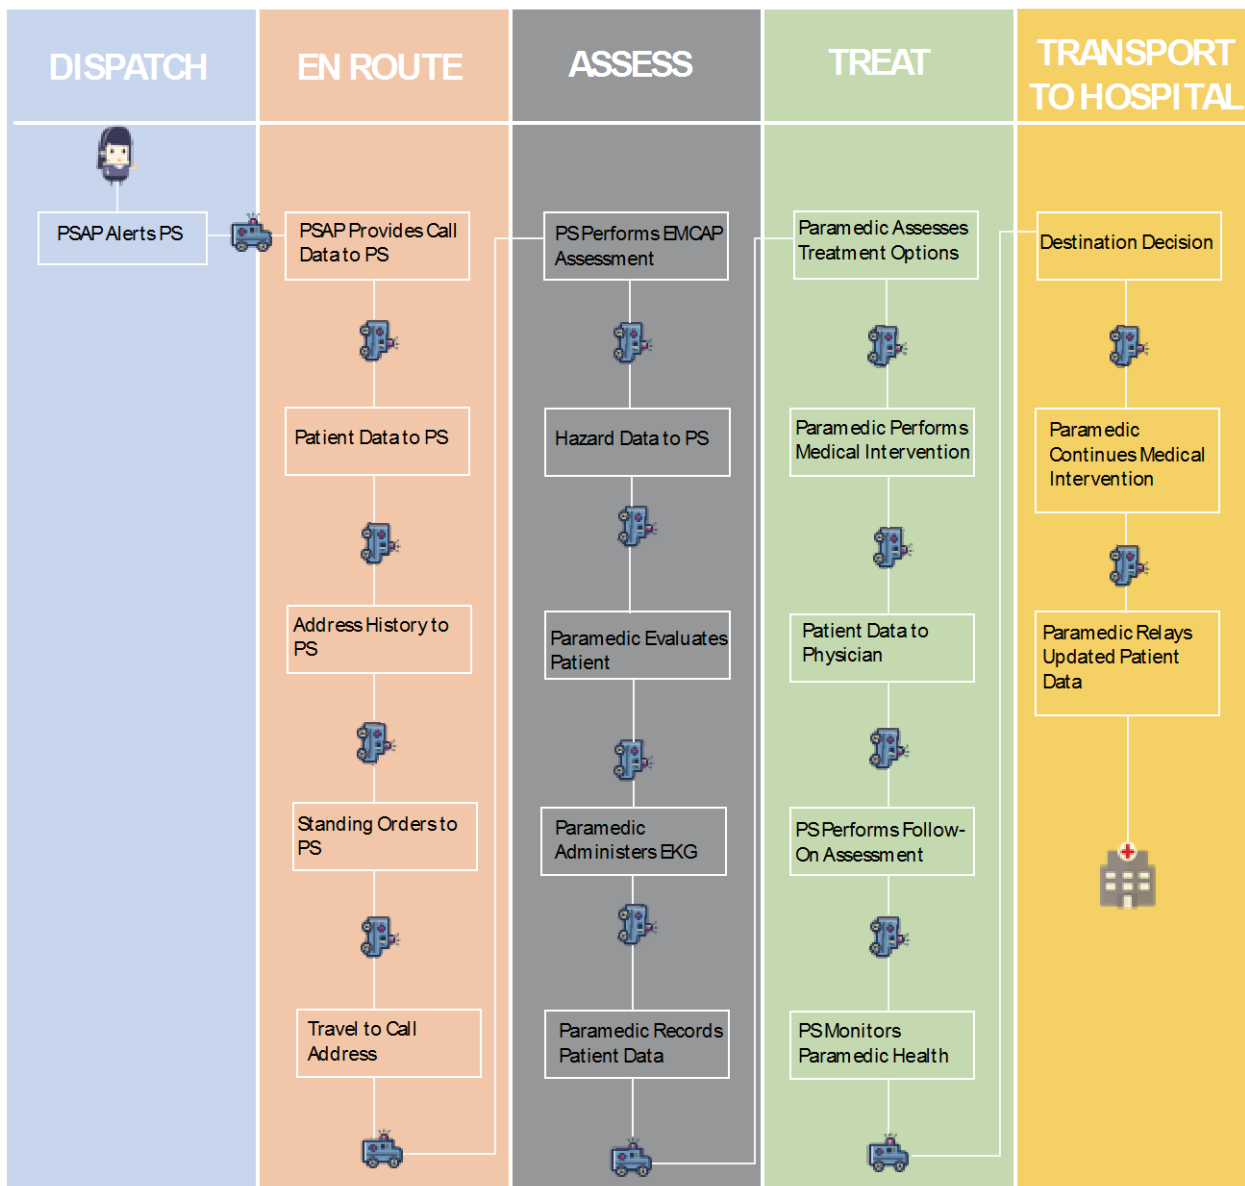 DISPATCH
PSAP Alerts PS
EN ROUTE
PSAP Provides Call
Data to PS
Patient Data to PS
Address History to
PS
Standing Orders to
PS
Travel to Call
Address
ASSESS
PS Performs EMCAP
Assessment
Hazard Data to PS
Paramedic Evaluates
Patient
Paramedic
Administers EKG
Paramedic Records
Patient Data
TREAT
Paramedic Assesses
Treatment Options
Paramedic Performs
Medical Intervention
Patient Data to
Physician
PS Performs Follow-
On Assessment
PS Monitors
Paramedic Health
TRANSPORT
TO HOSPITAL
Destination Decision
Paramedic
Continues Medical
Intervention
Paramedic Relays
Updated Patient
Data